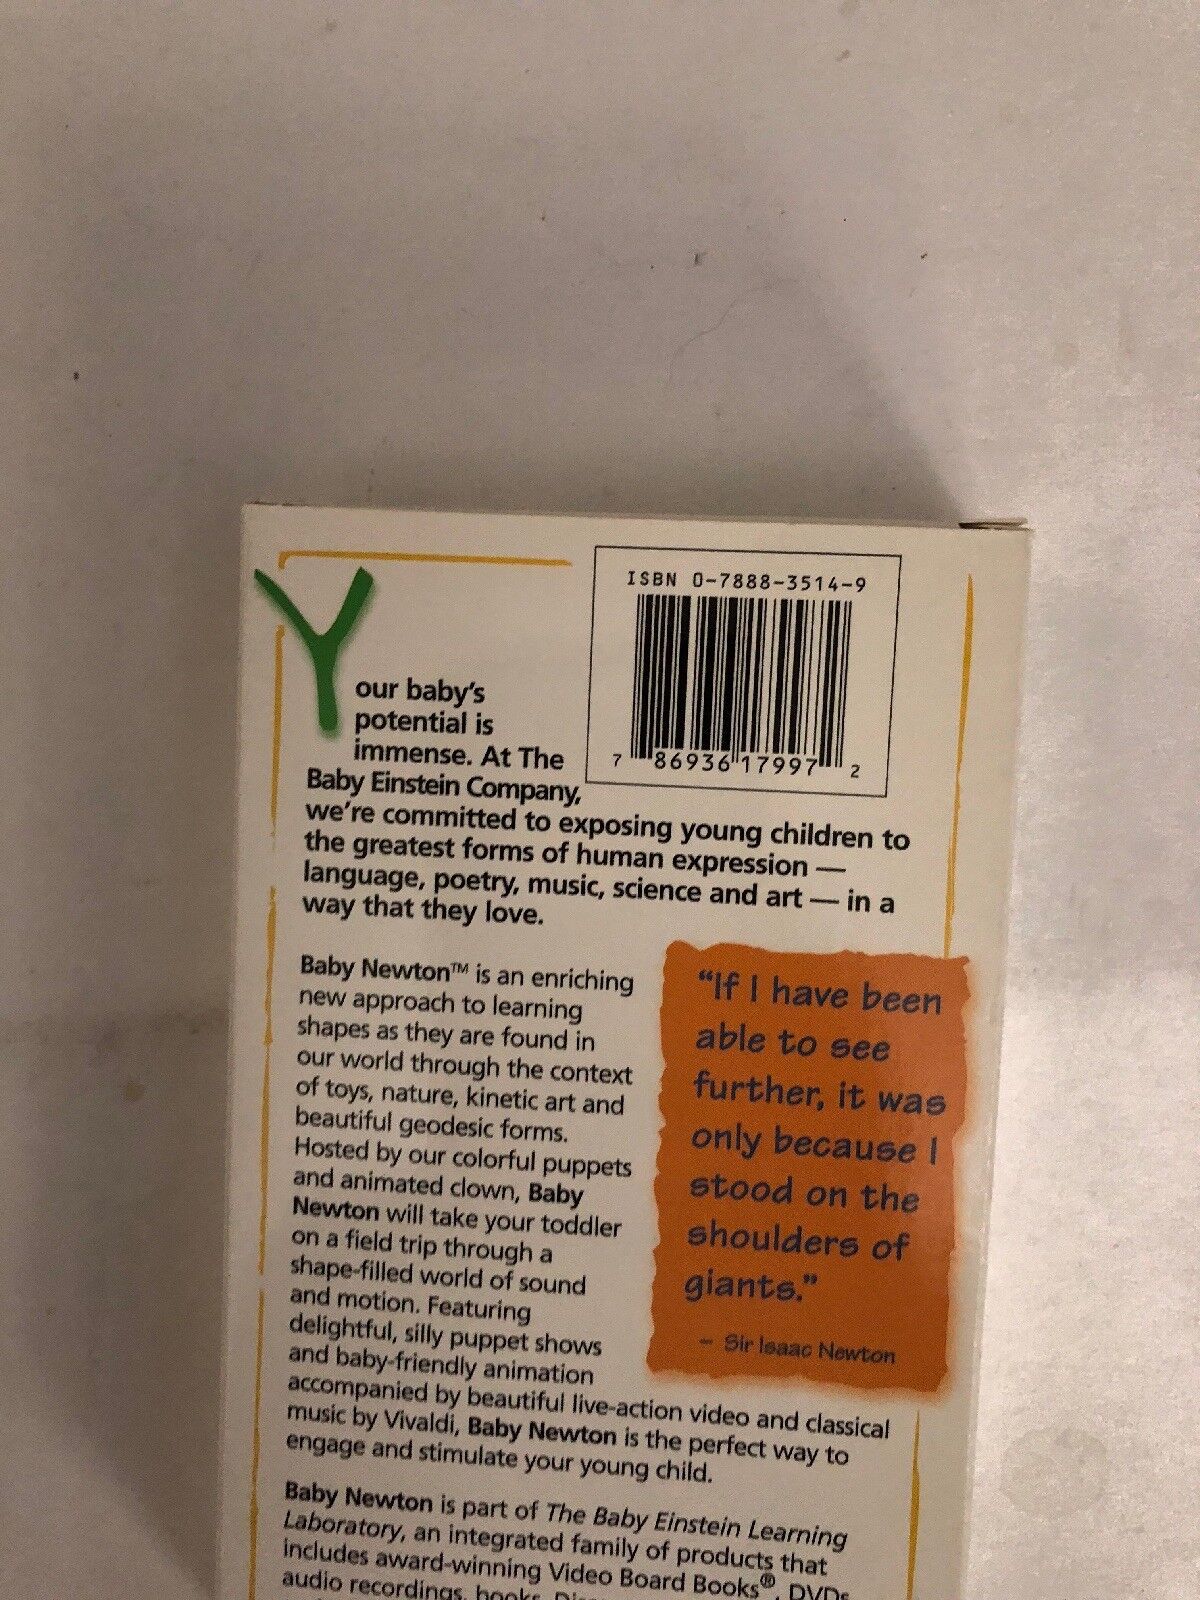 ISBN 0-7888-3514-9
7 86936 17997 2
Your baby's
potential is
immense. At The
Baby Einstein Company,
we're committed to exposing young children to
the greatest forms of human expression —
language, poetry, music, science and art — in a
way that they love.
Baby Newton™ is an enriching
new approach to learning
shapes as they are found in
our world through the context
of toys, nature, kinetic art and
beautiful geodesic forms.
Hosted by our colorful puppets
and animated clown, Baby
Newton will take your toddler
on a field trip through a
shape-filled world of sound
and motion. Featuring
delightful, silly puppet shows
and baby-friendly animation
accompanied by beautiful live-action video and classical
music by Vivaldi, Baby Newton is the perfect way to
engage and stimulate your young child.
"If I have been
able to see
further, it was
only because I
stood on the
shoulders of
giants."
– Sir Isaac Newton
Baby Newton is part of The Baby Einstein Learning
Laboratory, an integrated family of products that
includes award-winning Video Board Books®, DVDs,
audio recordings, books,